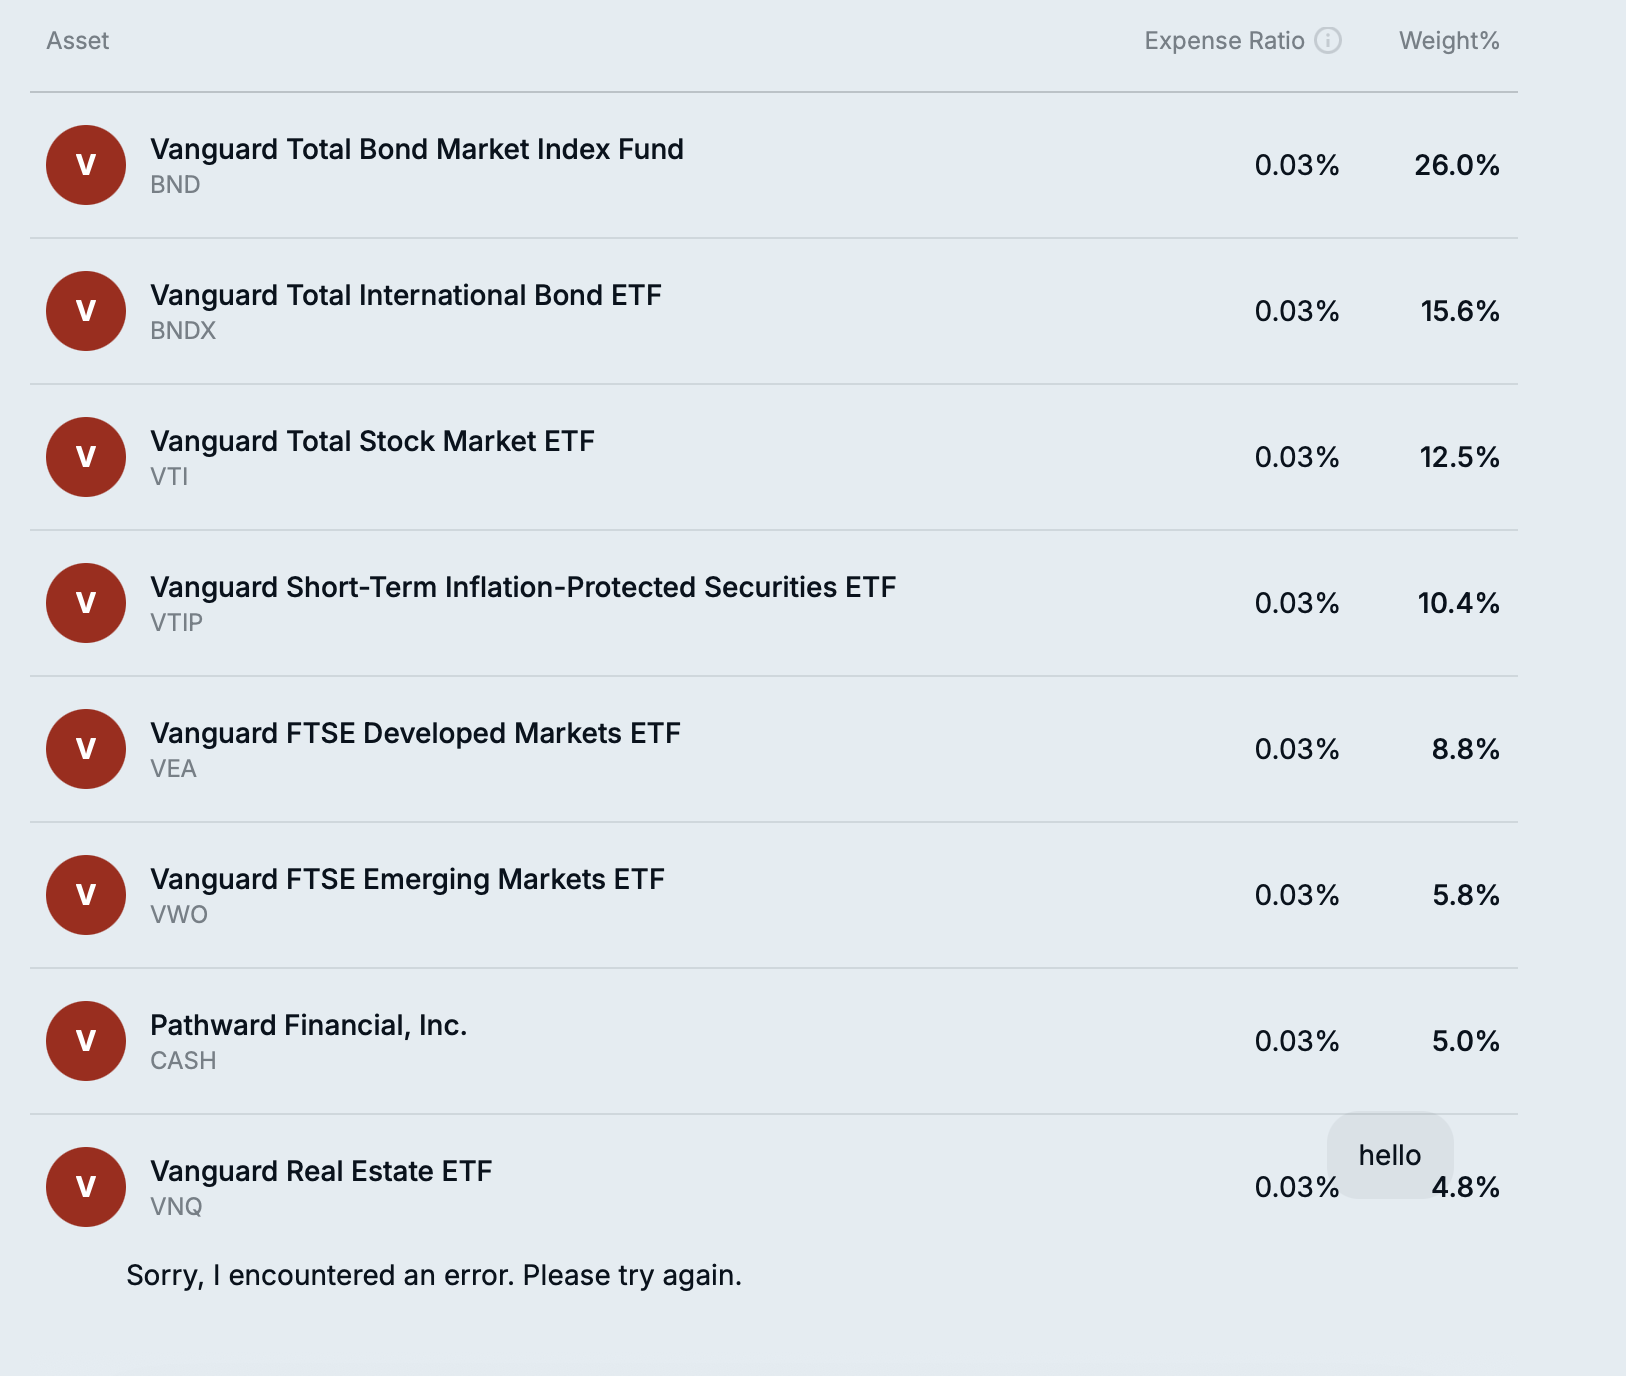 Asset Expense Ratio Weight%
V Vanguard Total Bond Market Index Fund 0.03% 26.0%
BND
V Vanguard Total International Bond ETF 0.03% 15.6%
BNDX
V Vanguard Total Stock Market ETF 0.03% 12.5%
VTI
V Vanguard Short-Term Inflation-Protected Securities ETF 0.03% 10.4%
VTIP
V Vanguard FTSE Developed Markets ETF 0.03% 8.8%
VEA
V Vanguard FTSE Emerging Markets ETF 0.03% 5.8%
VWO
V Pathward Financial, Inc. 0.03% 5.0%
CASH
hello
V Vanguard Real Estate ETF 0.03% 4.8%
VNQ
Sorry, I encountered an error. Please try again.